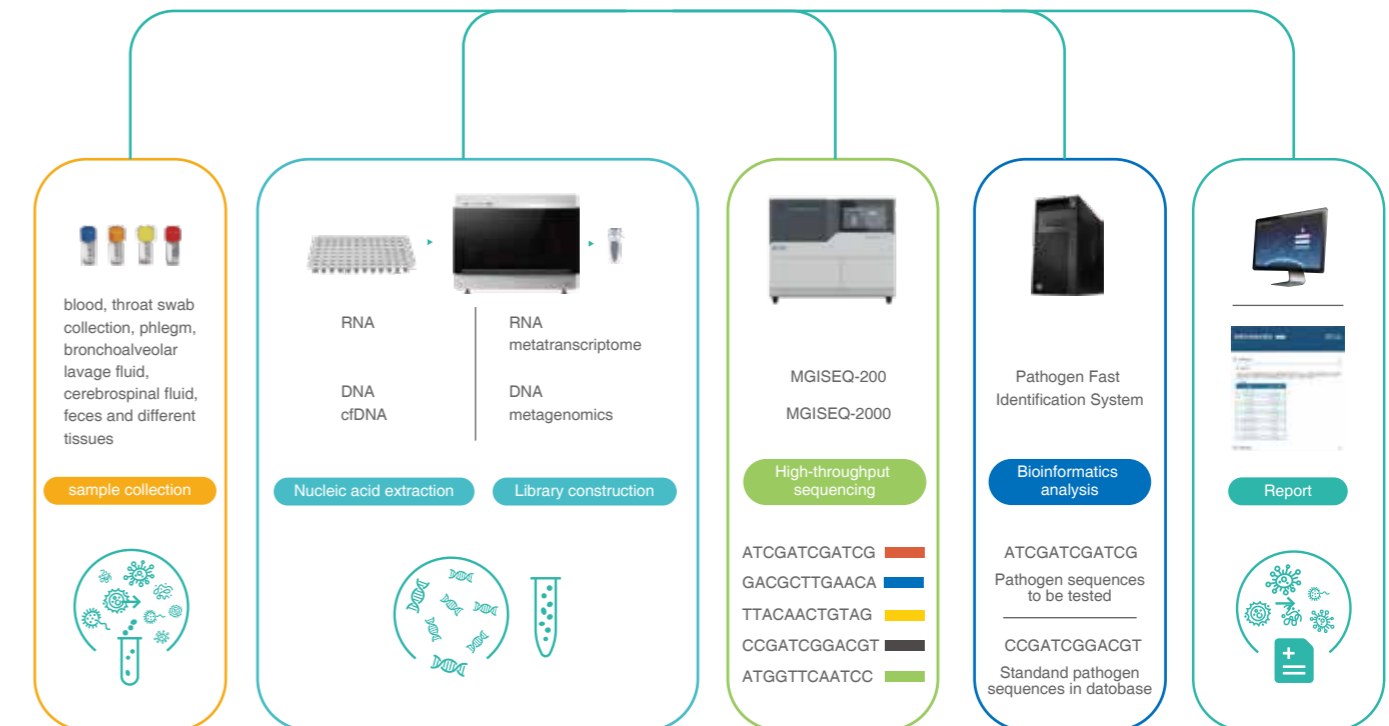 blood, throat swab
collection, phlegm,
bronchoalveolar
lavage fluid,
cerebrospinal fluid,
feces and different
tissues
sample collection
RNA
DNA
cfDNA
RNA
metatranscriptome
DNA
metagenomics
Nucleic acid extraction
Library construction
MGISEQ-200
MGISEQ-2000
High-throughput
sequencing
ATCGATCGATCG
GACGCTTGAACA
TTACAACTGTAG
CCGATCGGACGT
ATGGTTCAATCC
Pathogen Fast
Identification System
Bioinformatics
analysis
ATCGATCGATCG
Pathogen sequences
to be tested
CCGATCGGACGT
Standand pathogen
sequences in datobase
Report